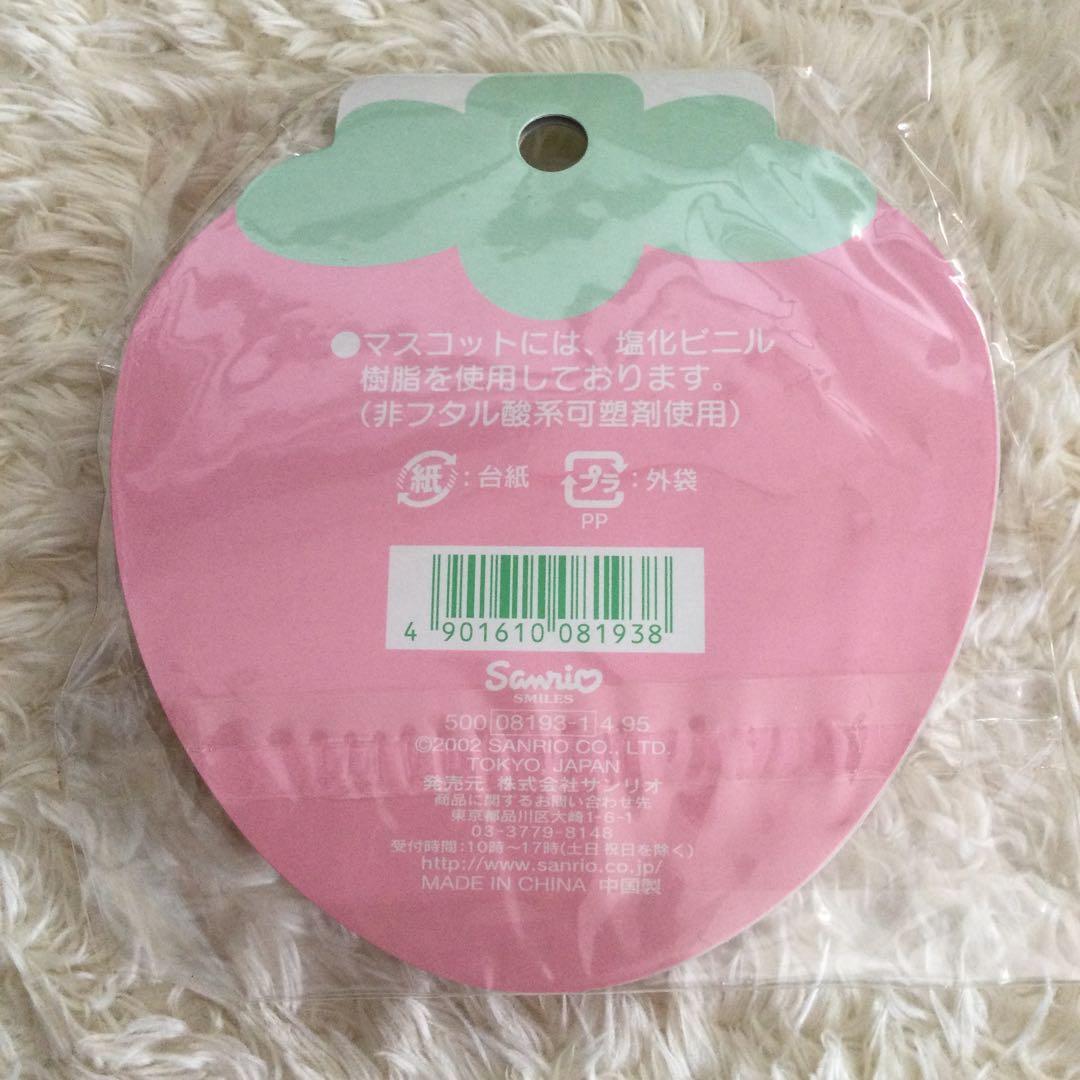 ●マスコットには、塩化ビニル
樹脂を使用しております。
(非フタル酸系可塑剤使用)
紙:台紙 プラ:外袋
PP
4 901610 081938
Sanrio
SMILES
500 08193-1 4.95
©2002 SANRIO CO., LTD.
TOKYO, JAPAN
発売元 株式会社サンリオ
商品に関するお問い合わせ先
東京都品川区大崎1-6-1
03-3779-8148
受付時間:10時~17時(土日祝日を除く)
http://www.sanrio.co.jp/
MADE IN CHINA 中国製